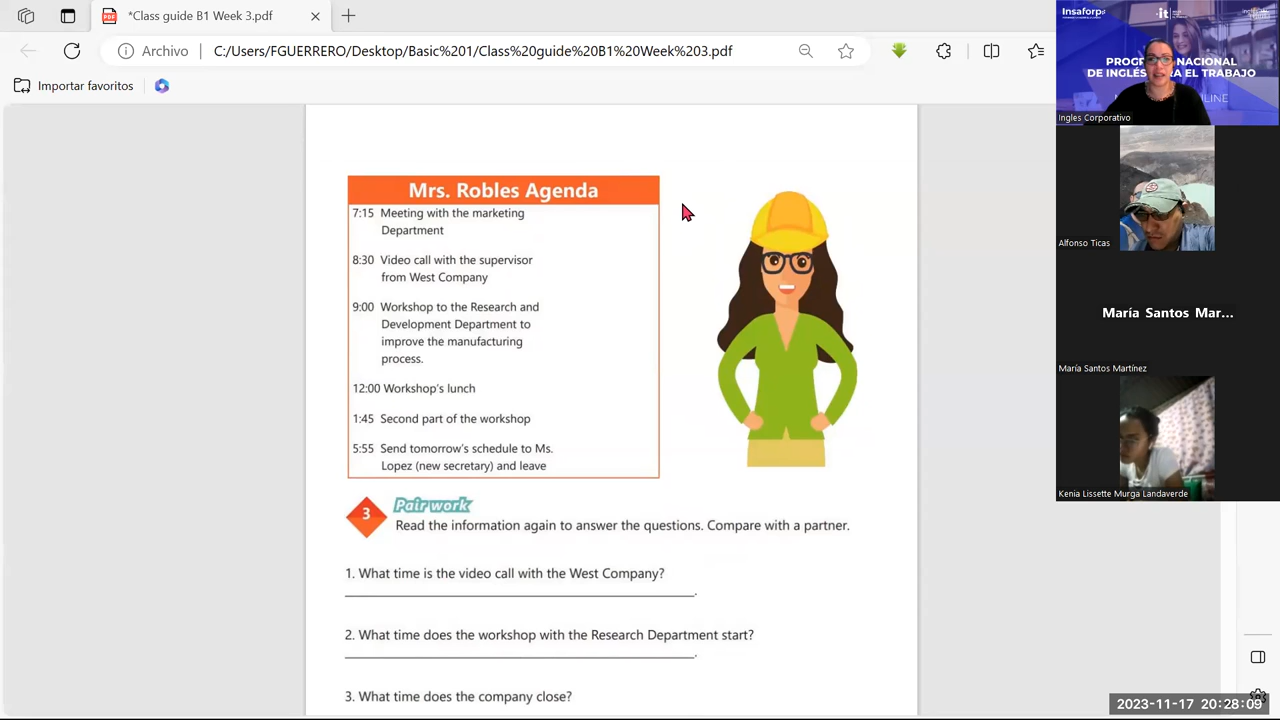 *Class guide B1 Week 3.pdf
Archivo
C:/Users/FGUERRERO/Desktop/Basic%201/Class%20guide%20B1%20Week%203.pdf
Importar favoritos
Mrs. Robles Agenda
7:15 Meeting with the marketing
Department
8:30 Video call with the supervisor
from West Company
9:00 Workshop to the Research and
Development Department to
improve the manufacturing
process.
12:00 Workshop's lunch
1:45 Second part of the workshop
5:55 Send tomorrow's schedule to Ms.
Lopez (new secretary) and leave
3
Pair work
Read the information again to answer the questions. Compare with a partner.
1. What time is the video call with the West Company?
2. What time does the workshop with the Research Department start?
3. What time does the company close?
Insaforp
Ingles Corporativo
Alfonso Ticas
María Santos Mar...
María Santos Martínez
Kenia Lissette Murga Landaverde
2023-11-17 20:28:09